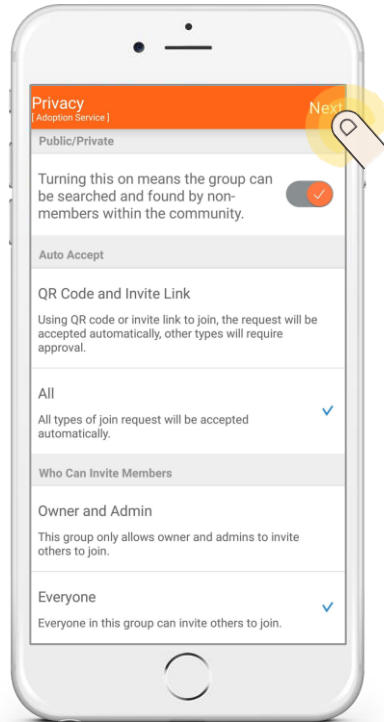 Privacy
[ Adoption Service ]
Next
Public/Private
Turning this on means the group can
be searched and found by non-
members within the community.
Auto Accept
QR Code and Invite Link
Using QR code or invite link to join, the request will be
accepted automatically, other types will require
approval.
All
All types of join request will be accepted
automatically.
Who Can Invite Members
Owner and Admin
This group only allows owner and admins to invite
others to join.
Everyone
Everyone in this group can invite others to join.